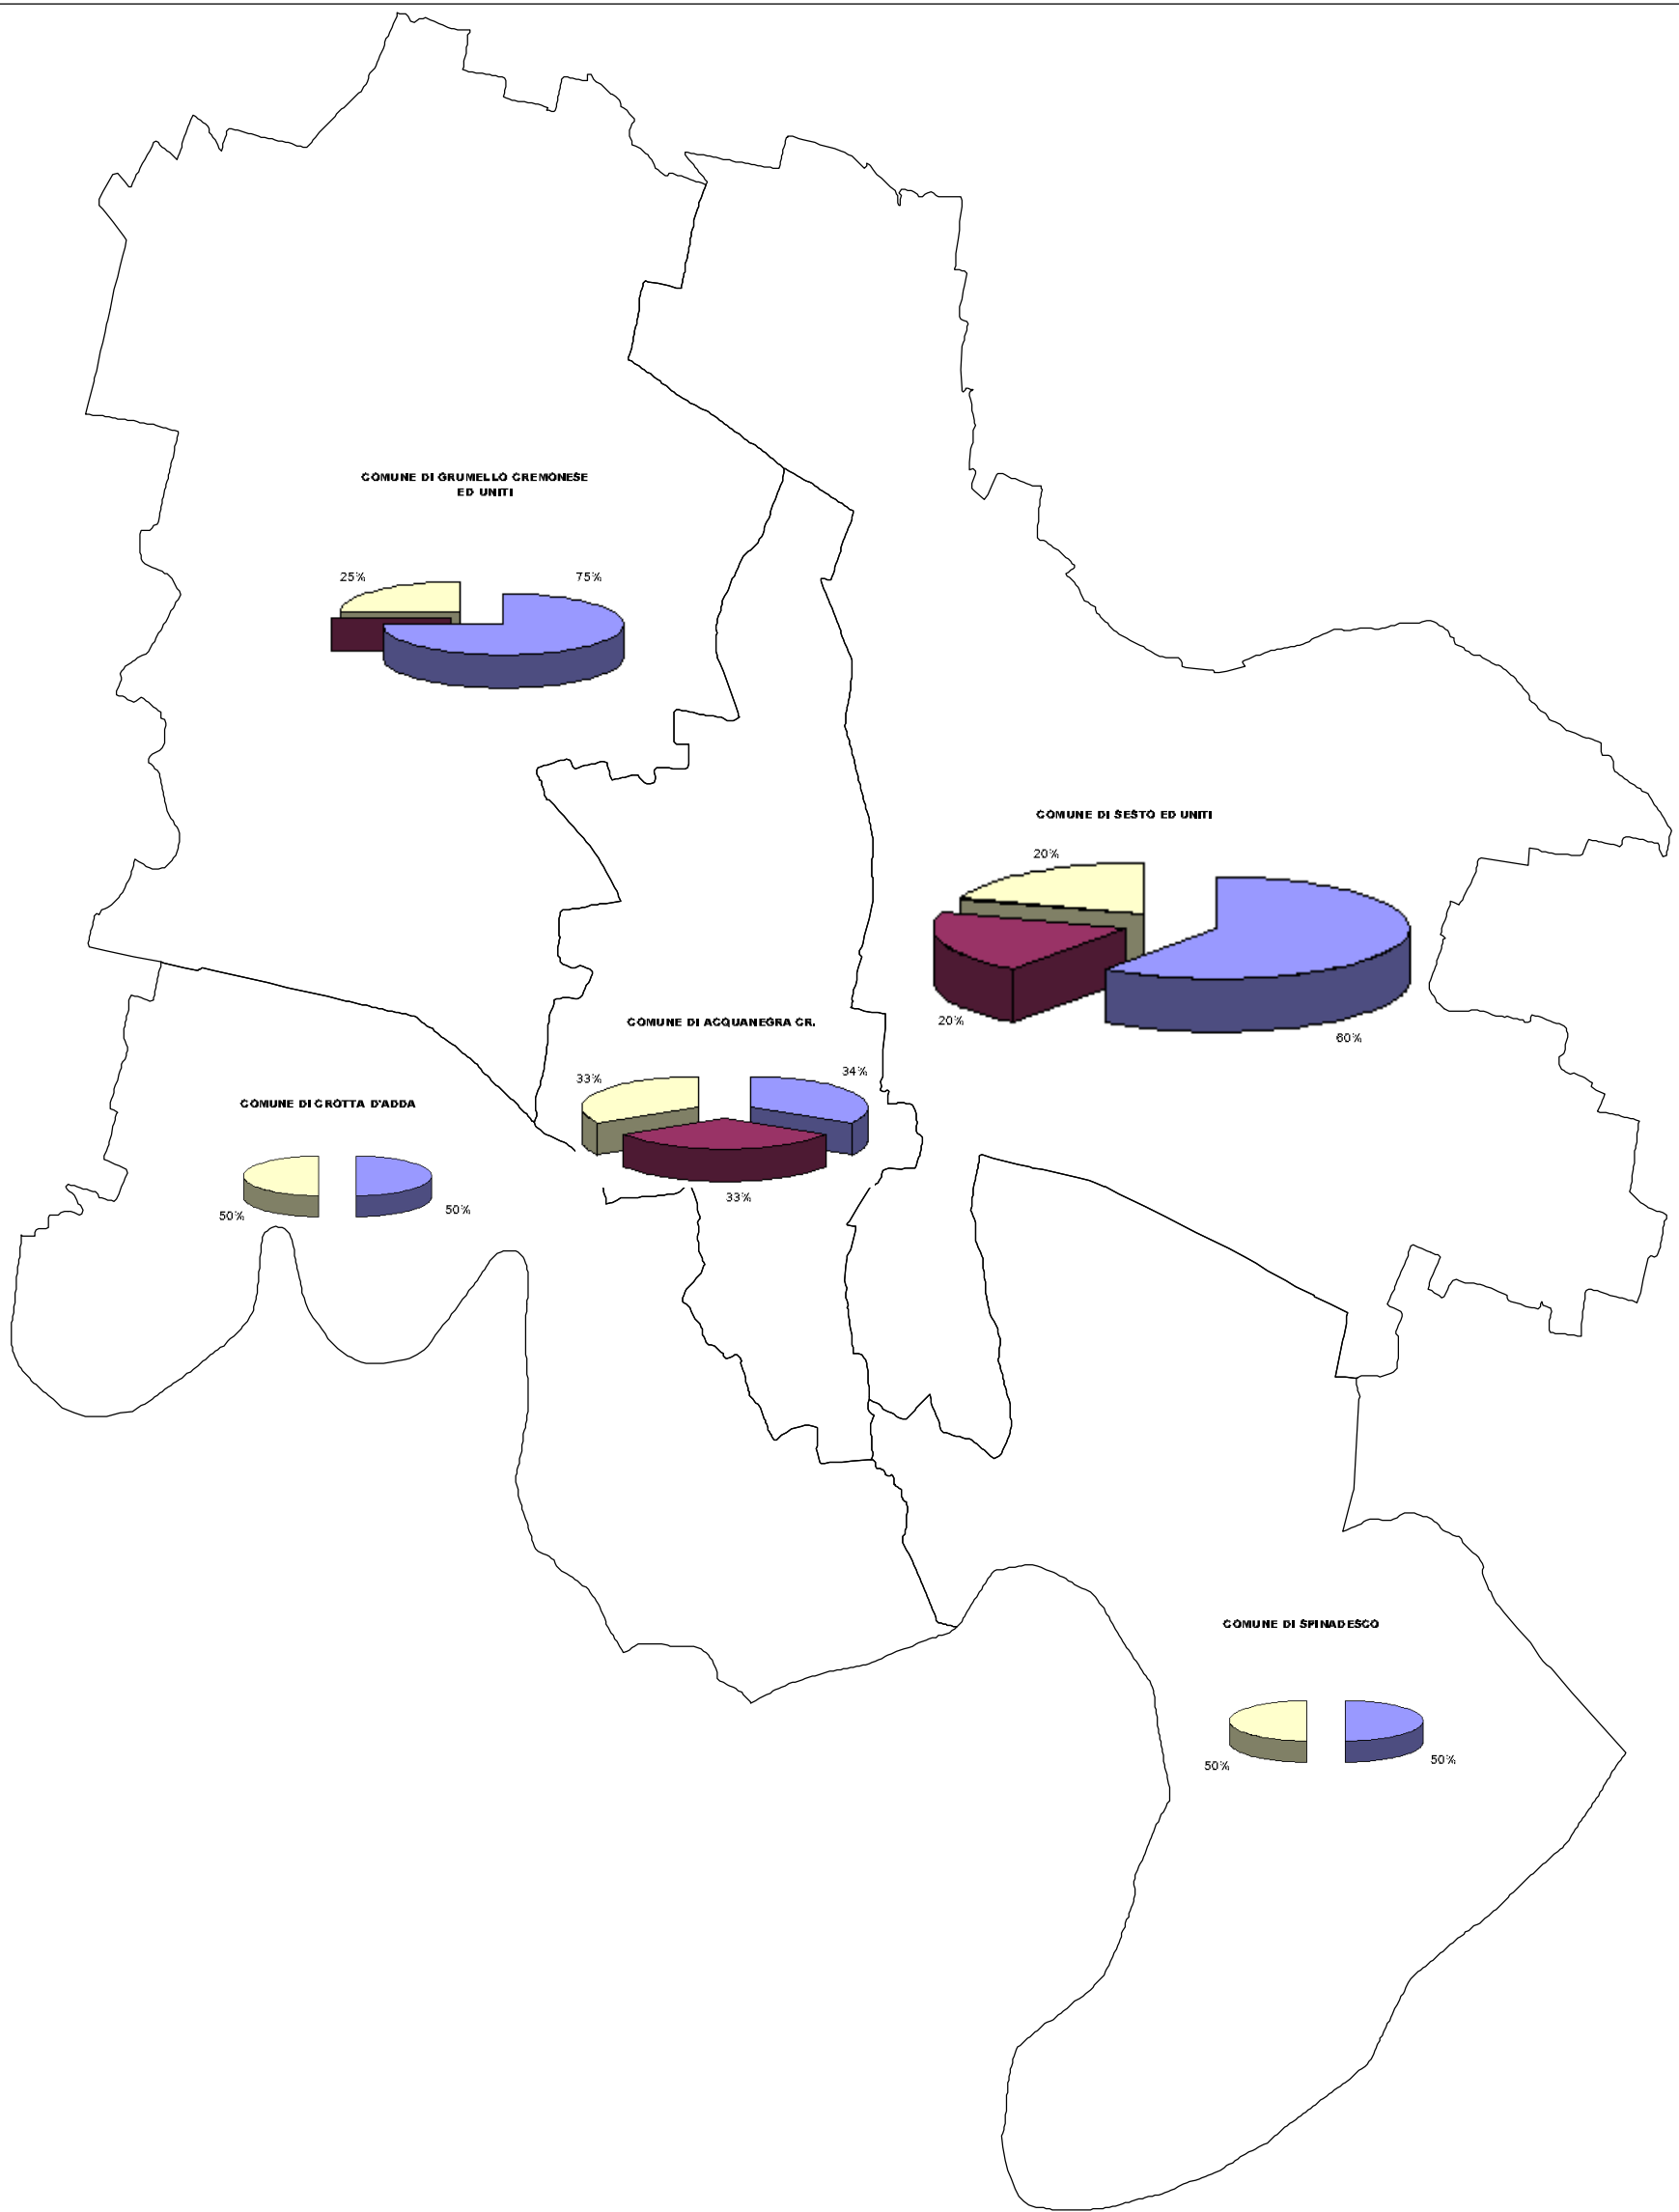 COMUNE DI GRUMELLO CREMONESE
ED UNITI
25%
75%
COMUNE DI SESTO ED UNITI
20%
20%
60%
COMUNE DI ACQUANEGRA CR.
33%
34%
33%
COMUNE DI CROTTA D'ADDA
50%
50%
COMUNE DI SPINADESCO
50%
50%